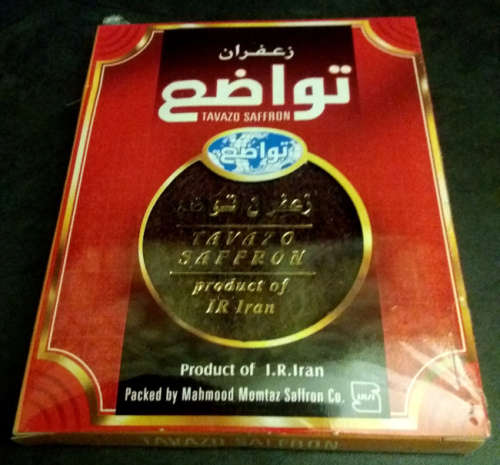 زعفران
تواضع
TAVAZO SAFFRON
تواضع
زعفران تواضع
TAVAZO
SAFFRON
product of
IR Iran
Product of I.R.Iran
Packed by Mahmood Memtaz Saffron Co.
TAVAZO SAFFRON